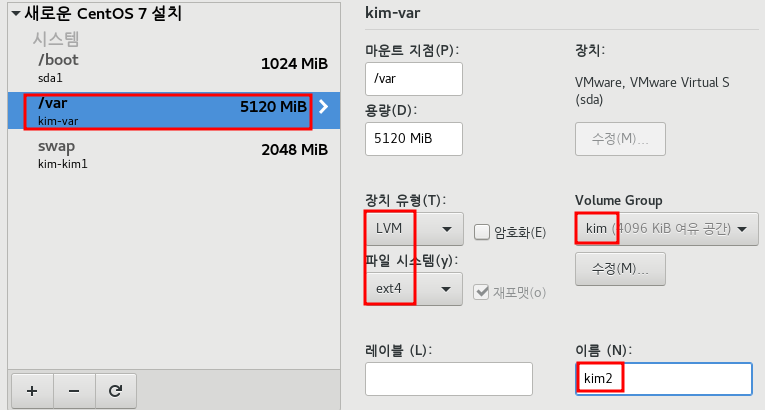 새로운 CentOS 7 설치
시스템
/boot
1024 MiB
sda1
/var
5120 MiB
kim-var
swap
2048 MiB
kim-kim1
kim-var
마운트 지점(P):
/var
용량(D):
5120 MiB
장치:
VMware, VMware Virtual S
(sda)
수정(M)...
장치 유형(T):
LVM
암호화(E)
파일 시스템(y):
ext4
재포맷(o)
Volume Group
kim (4096 KiB 여유 공간)
수정(M)...
레이블 (L):
이름 (N):
kim2